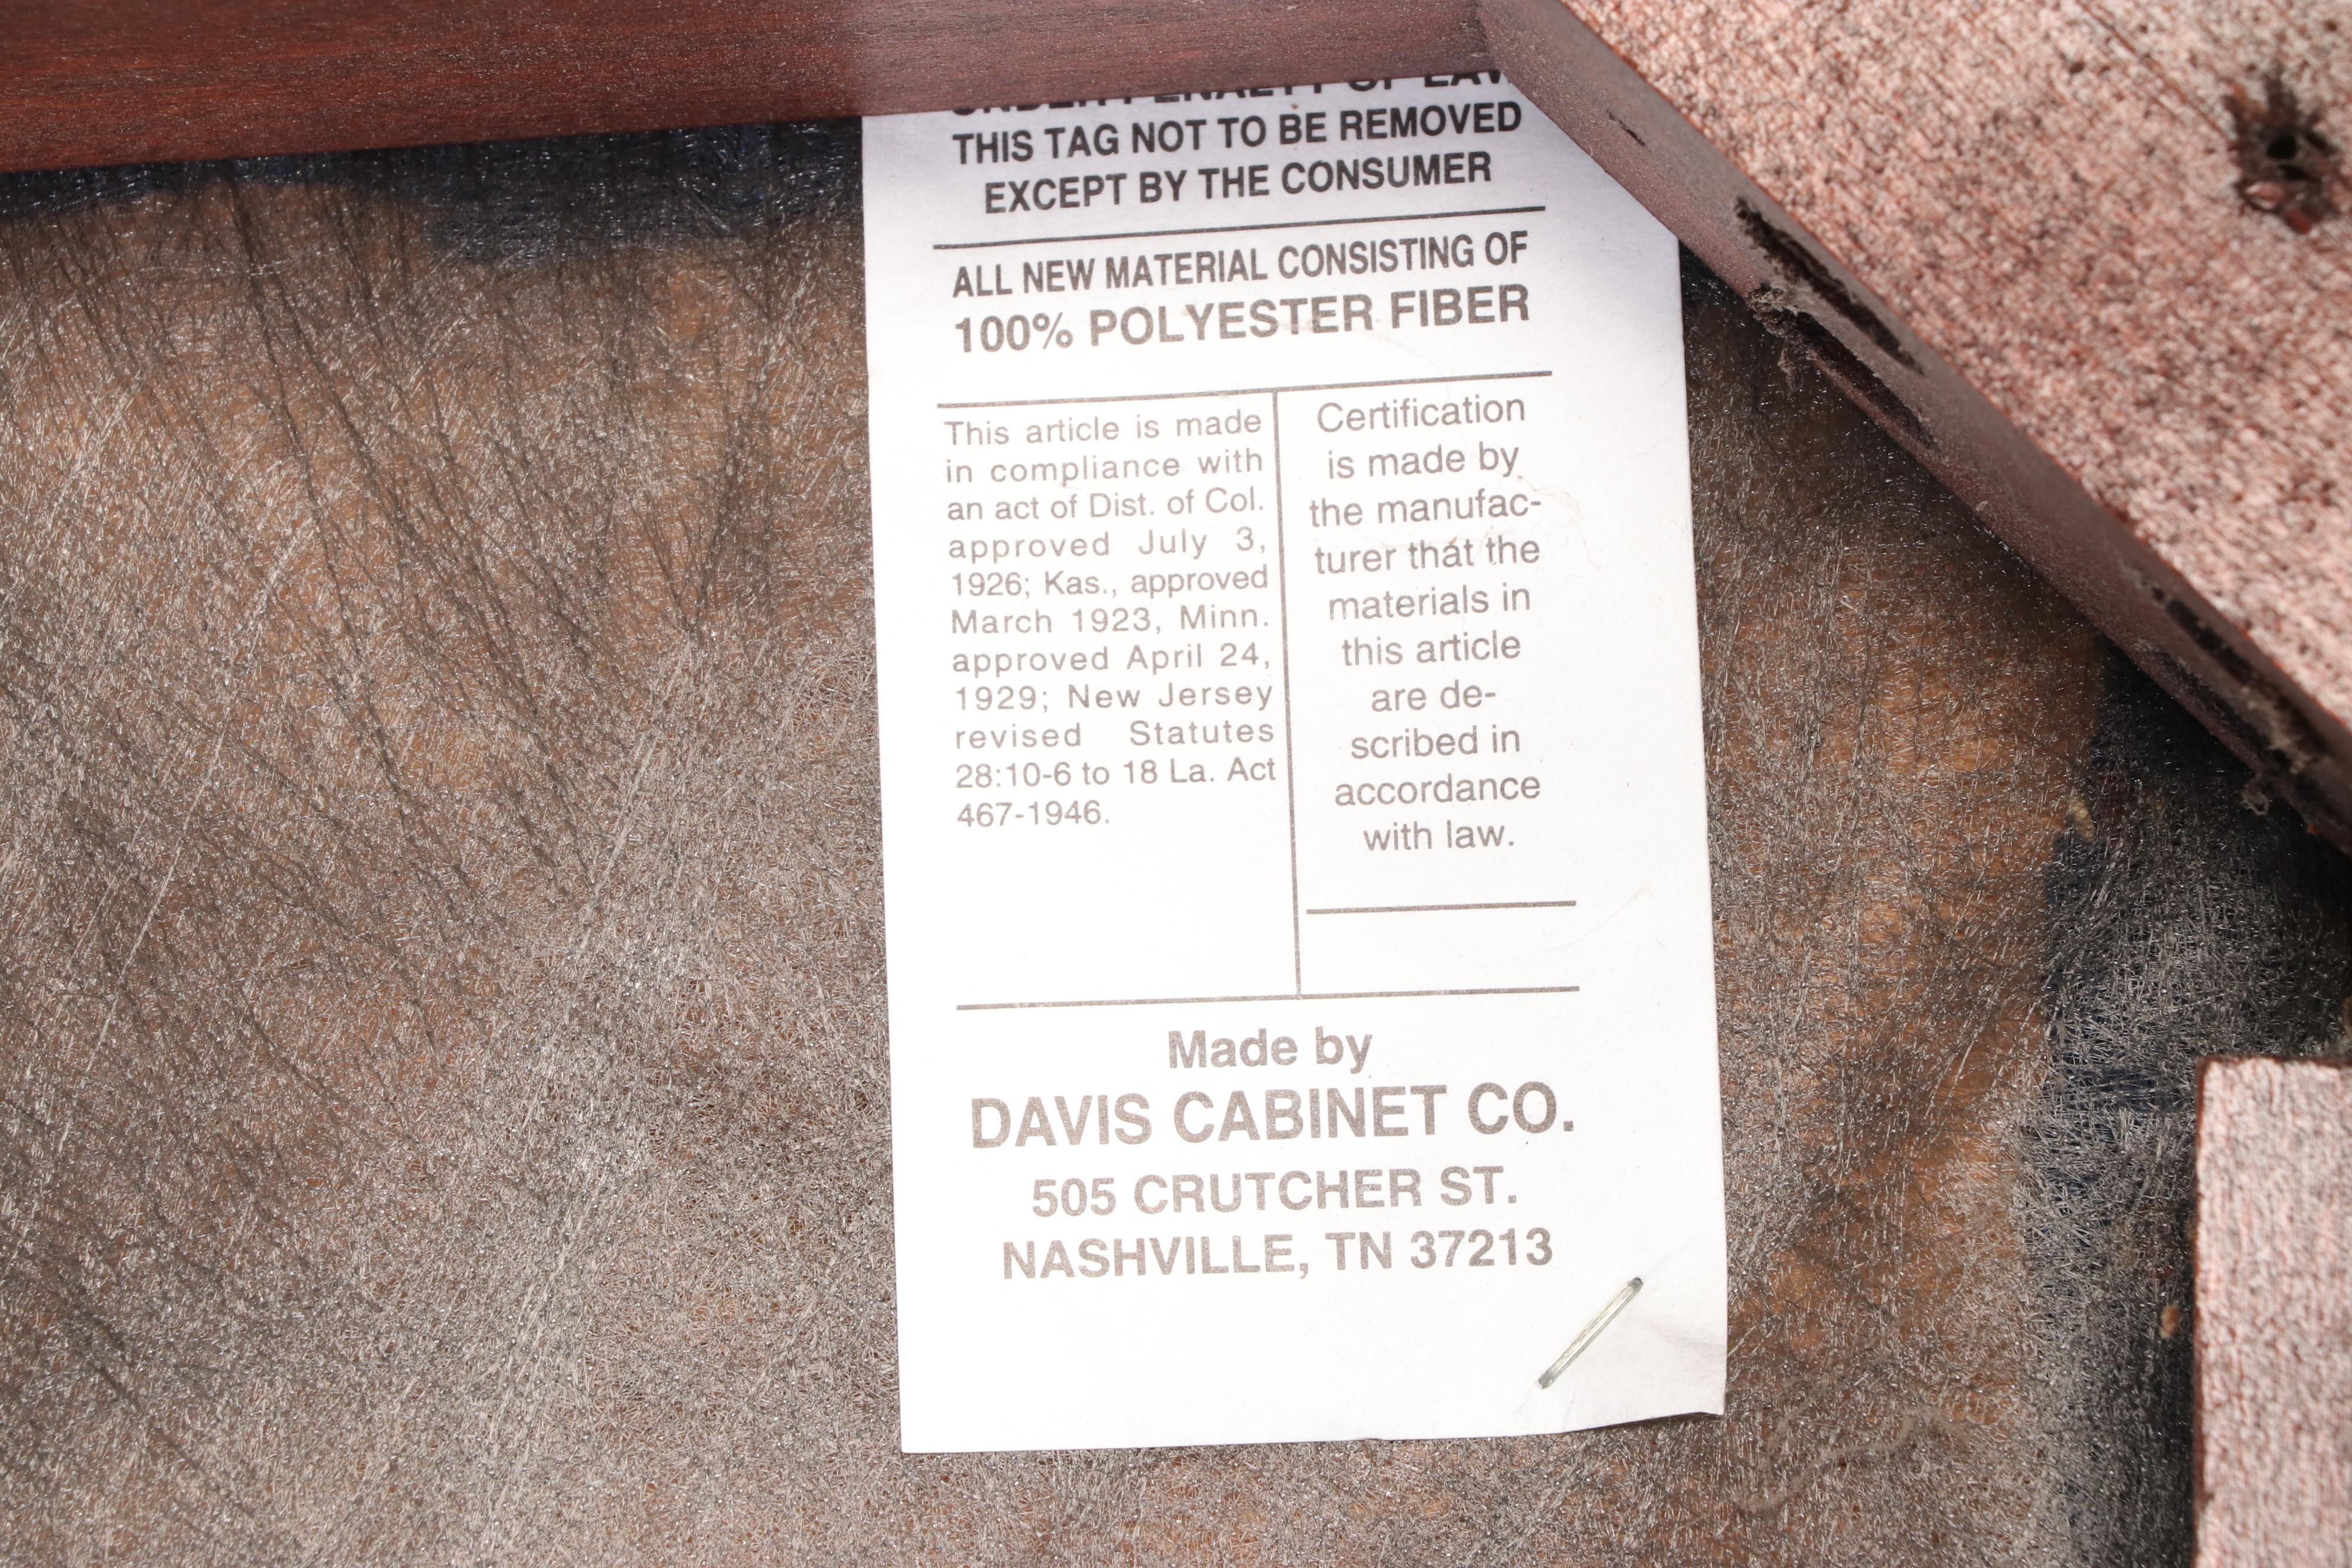 UNDER PENALTY OF LAW
THIS TAG NOT TO BE REMOVED
EXCEPT BY THE CONSUMER
ALL NEW MATERIAL CONSISTING OF
100% POLYESTER FIBER
This article is made
in compliance with
an act of Dist. of Col.
approved July 3,
1926; Kas., approved
March 1923, Minn.
approved April 24,
1929; New Jersey
revised Statutes
28:10-6 to 18 La. Act
467-1946.
Certification
is made by
the manufac-
turer that the
materials in
this article
are de-
scribed in
accordance
with law.
Made by
DAVIS CABINET CO.
505 CRUTCHER ST.
NASHVILLE, TN 37213